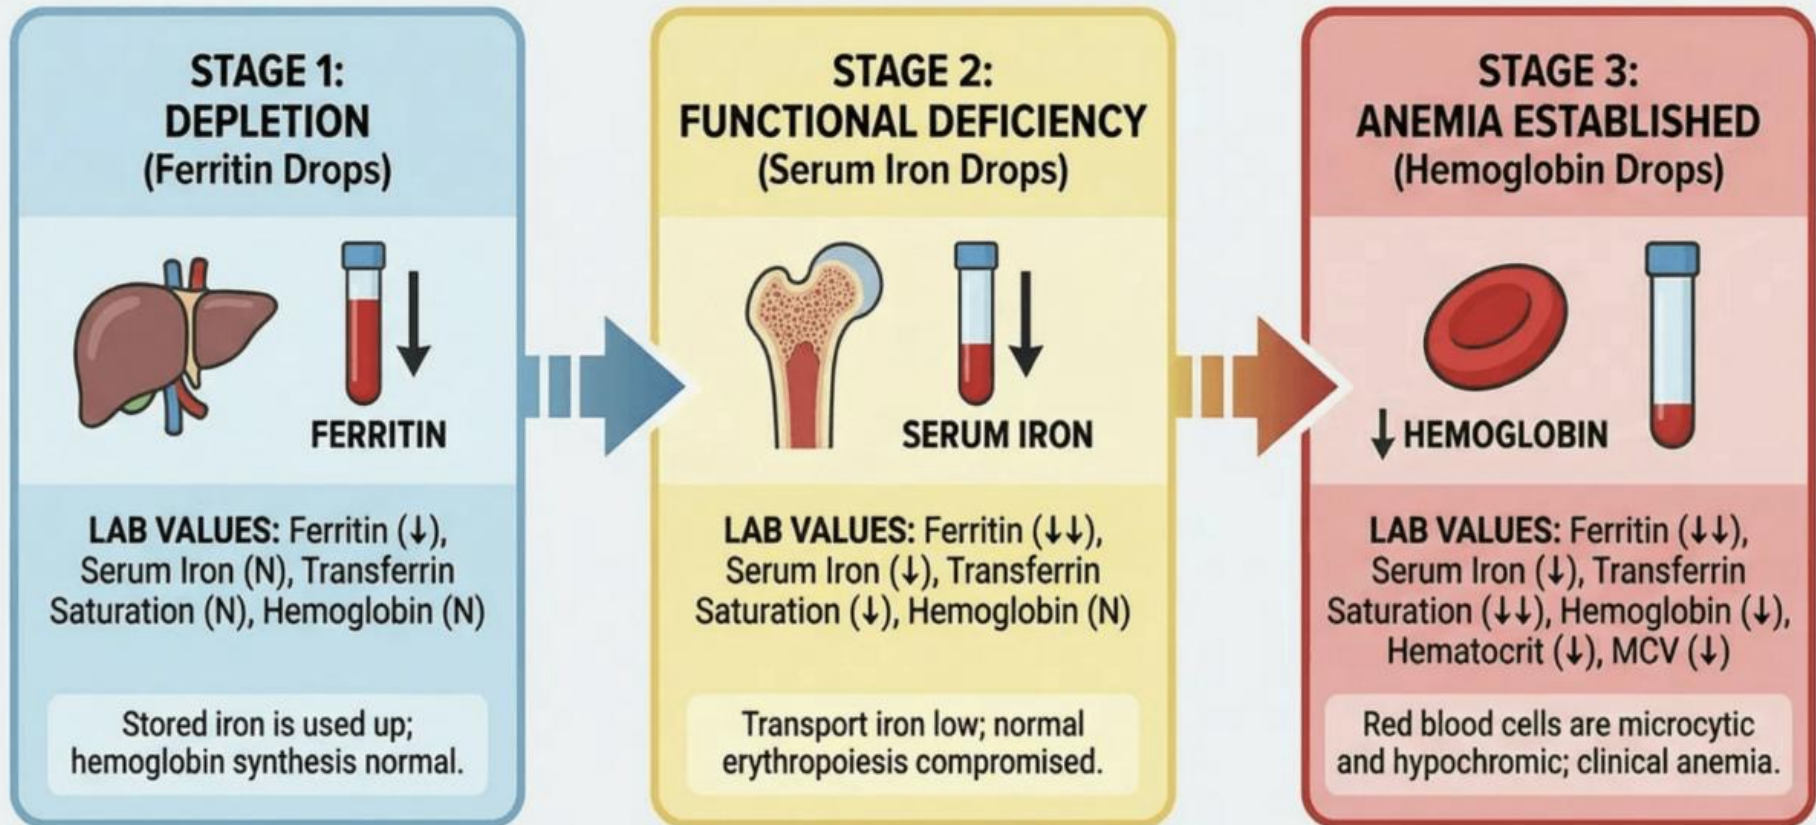 STAGE 1:
DEPLETION
(Ferritin Drops)
FERRITIN
LAB VALUES: Ferritin (↓),
Serum Iron (N), Transferrin
Saturation (N), Hemoglobin (N)
Stored iron is used up;
hemoglobin synthesis normal.
STAGE 2:
FUNCTIONAL DEFICIENCY
(Serum Iron Drops)
SERUM IRON
LAB VALUES: Ferritin (↓↓),
Serum Iron (↓), Transferrin
Saturation (↓), Hemoglobin (N)
Transport iron low; normal
erythropoiesis compromised.
STAGE 3:
ANEMIA ESTABLISHED
(Hemoglobin Drops)
↓ HEMOGLOBIN
LAB VALUES: Ferritin (↓↓),
Serum Iron (↓), Transferrin
Saturation (↓↓), Hemoglobin (↓),
Hematocrit (↓), MCV (↓)
Red blood cells are microcytic
and hypochromic; clinical anemia.